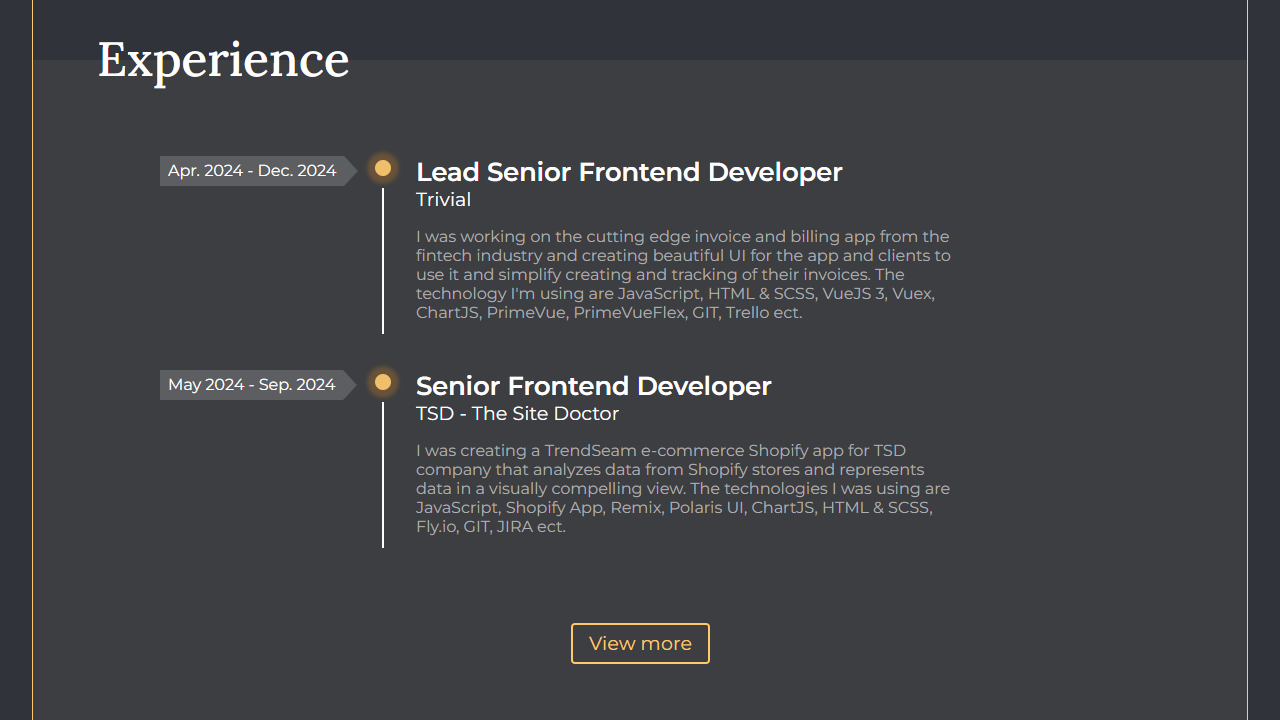 Experience
Apr. 2024 - Dec. 2024
Lead Senior Frontend Developer
Trivial
I was working on the cutting edge invoice and billing app from the
fintech industry and creating beautiful UI for the app and clients to
use it and simplify creating and tracking of their invoices. The
technology I'm using are JavaScript, HTML & SCSS, VueJS 3, Vuex,
ChartJS, PrimeVue, PrimeVueFlex, GIT, Trello ect.
May 2024 - Sep. 2024
Senior Frontend Developer
TSD - The Site Doctor
I was creating a TrendSeam e-commerce Shopify app for TSD
company that analyzes data from Shopify stores and represents
data in a visually compelling view. The technologies I was using are
JavaScript, Shopify App, Remix, Polaris UI, ChartJS, HTML & SCSS,
Fly.io, GIT, JIRA ect.
View more